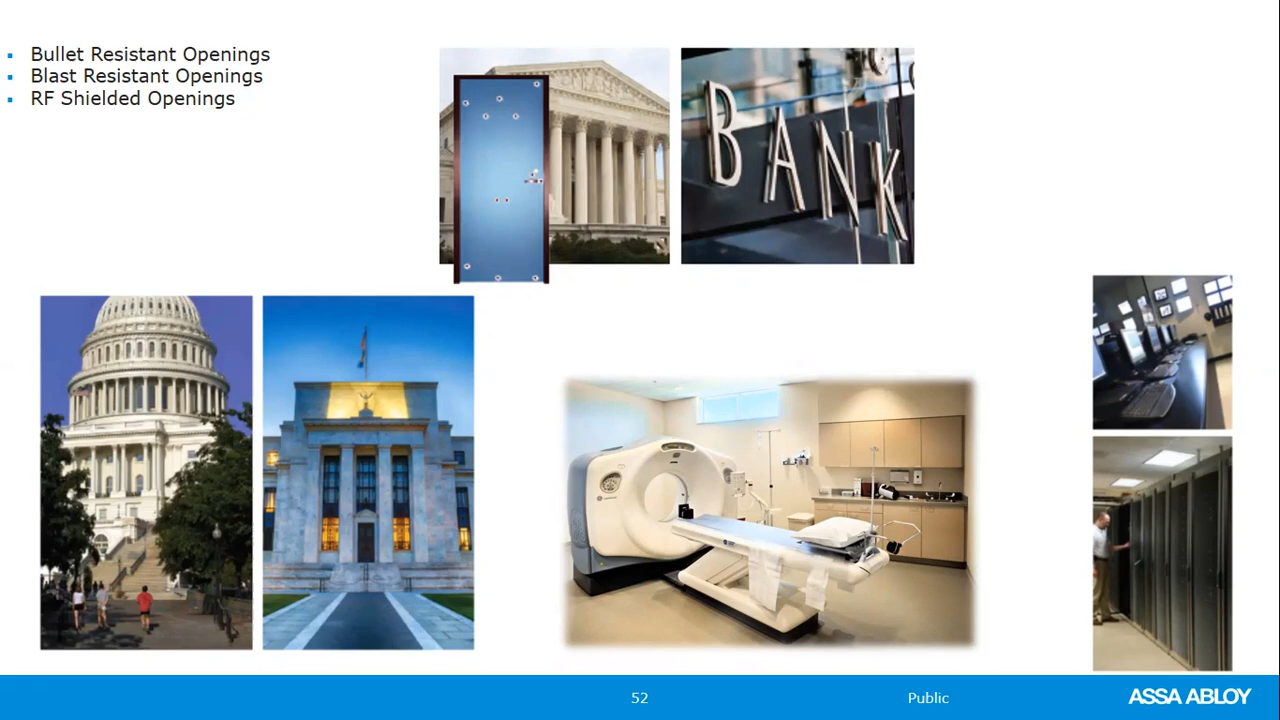 Bullet Resistant Openings
Blast Resistant Openings
RF Shielded Openings
BANK
52
Public
ASSA ABLOY